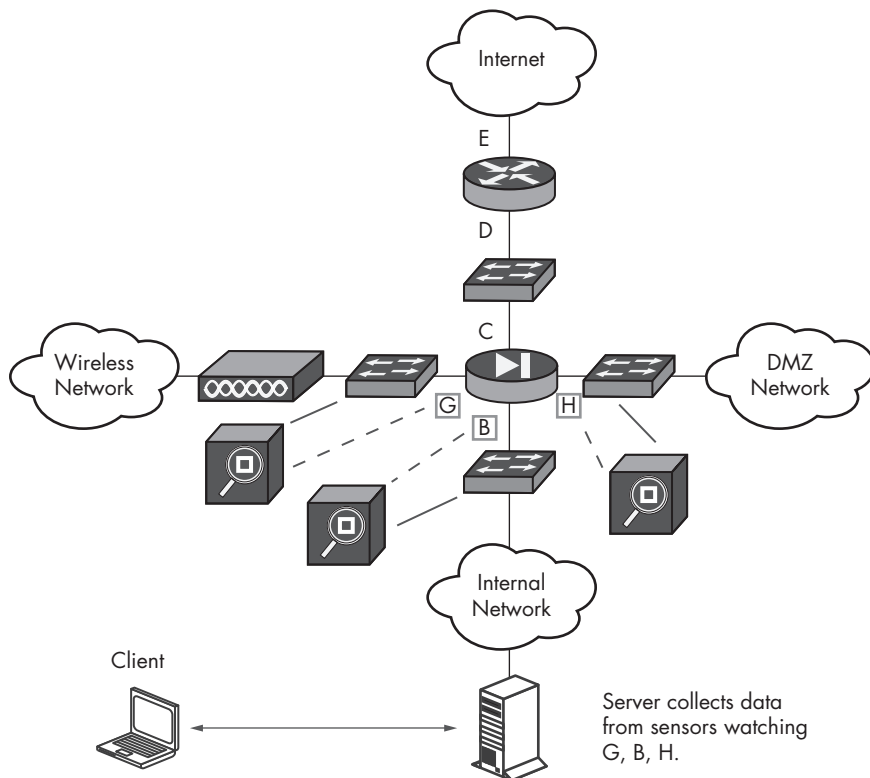 Internet
E
D
C
Wireless
Network
DMZ
Network
G
B
H
Internal
Network
Client
Server collects data
from sensors watching
G, B, H.